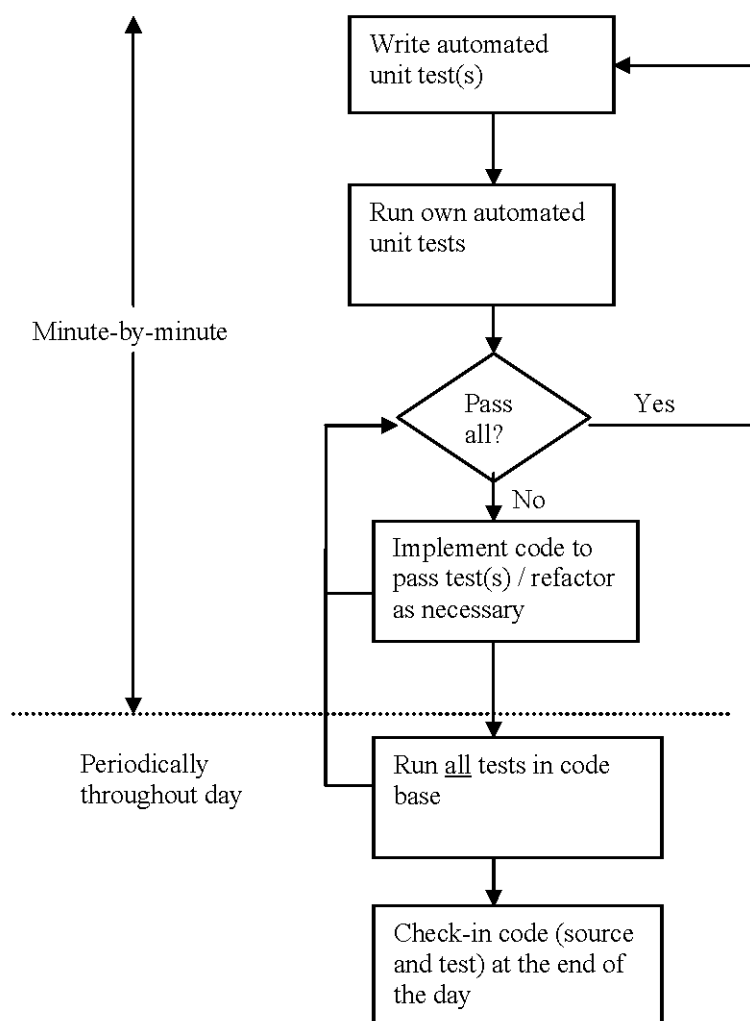 Write automated
unit test(s)
Run own automated
unit tests
Minute-by-minute
Pass
all?
Yes
No
Implement code to
pass test(s) / refactor
as necessary
Periodically
throughout day
Run all tests in code
base
Check-in code (source
and test) at the end of
the day